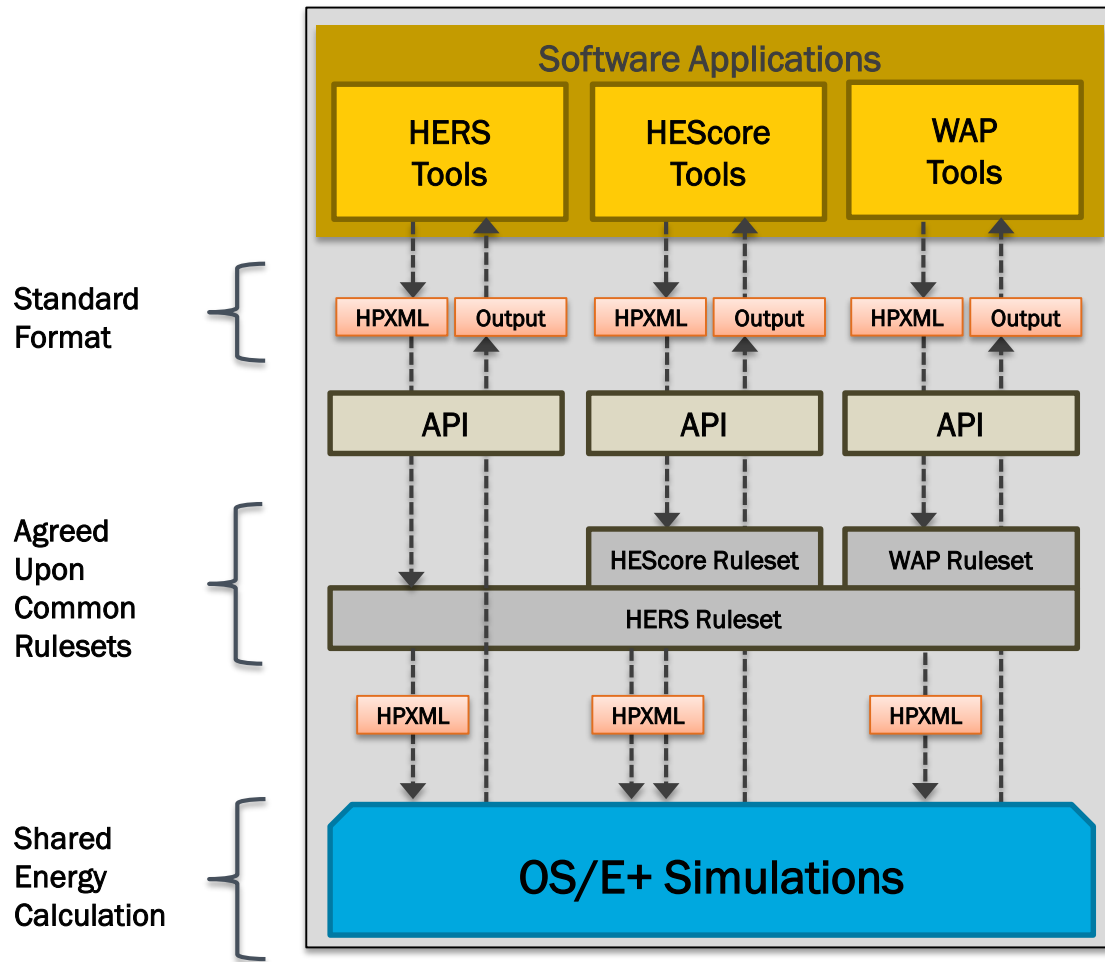 Software Applications
HERS
Tools
HEScore
Tools
WAP
Tools
Standard
Format
HPXML
Output
HPXML
Output
HPXML
Output
API
API
API
Agreed
Upon
Common
Rulesets
HEScore Ruleset
WAP Ruleset
HERS Ruleset
HPXML
HPXML
HPXML
Shared
Energy
Calculation
OS/E+ Simulations